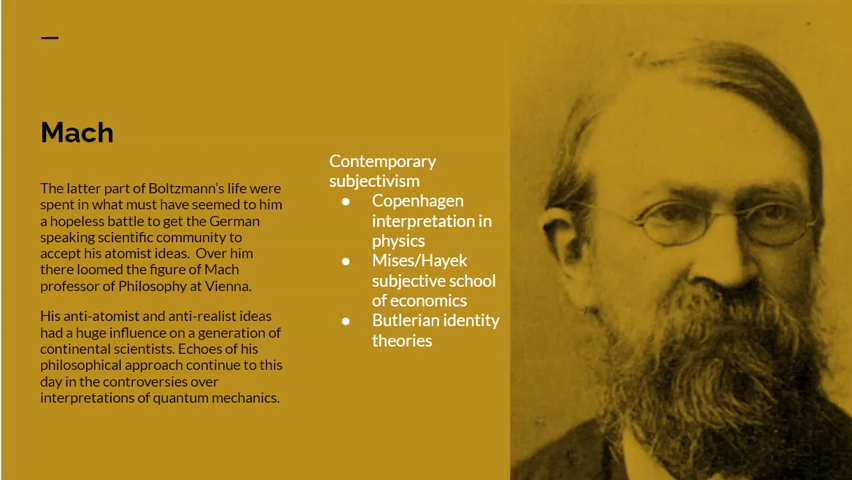 Mach
The latter part of Boltzmann's life were
spent in what must have seemed to him
a hopeless battle to get the German
speaking scientific community to
accept his atomist ideas.  Over him
there loomed the figure of Mach
professor of Philosophy at Vienna.
His anti-atomist and anti-realist ideas
had a huge influence on a generation of
continental scientists. Echoes of his
philosophical approach continue to this
day in the controversies over
interpretations of quantum mechanics.
Contemporary
subjectivism
● Copenhagen
interpretation in
physics
● Mises/Hayek
subjective school
of economics
● Butlerian identity
theories